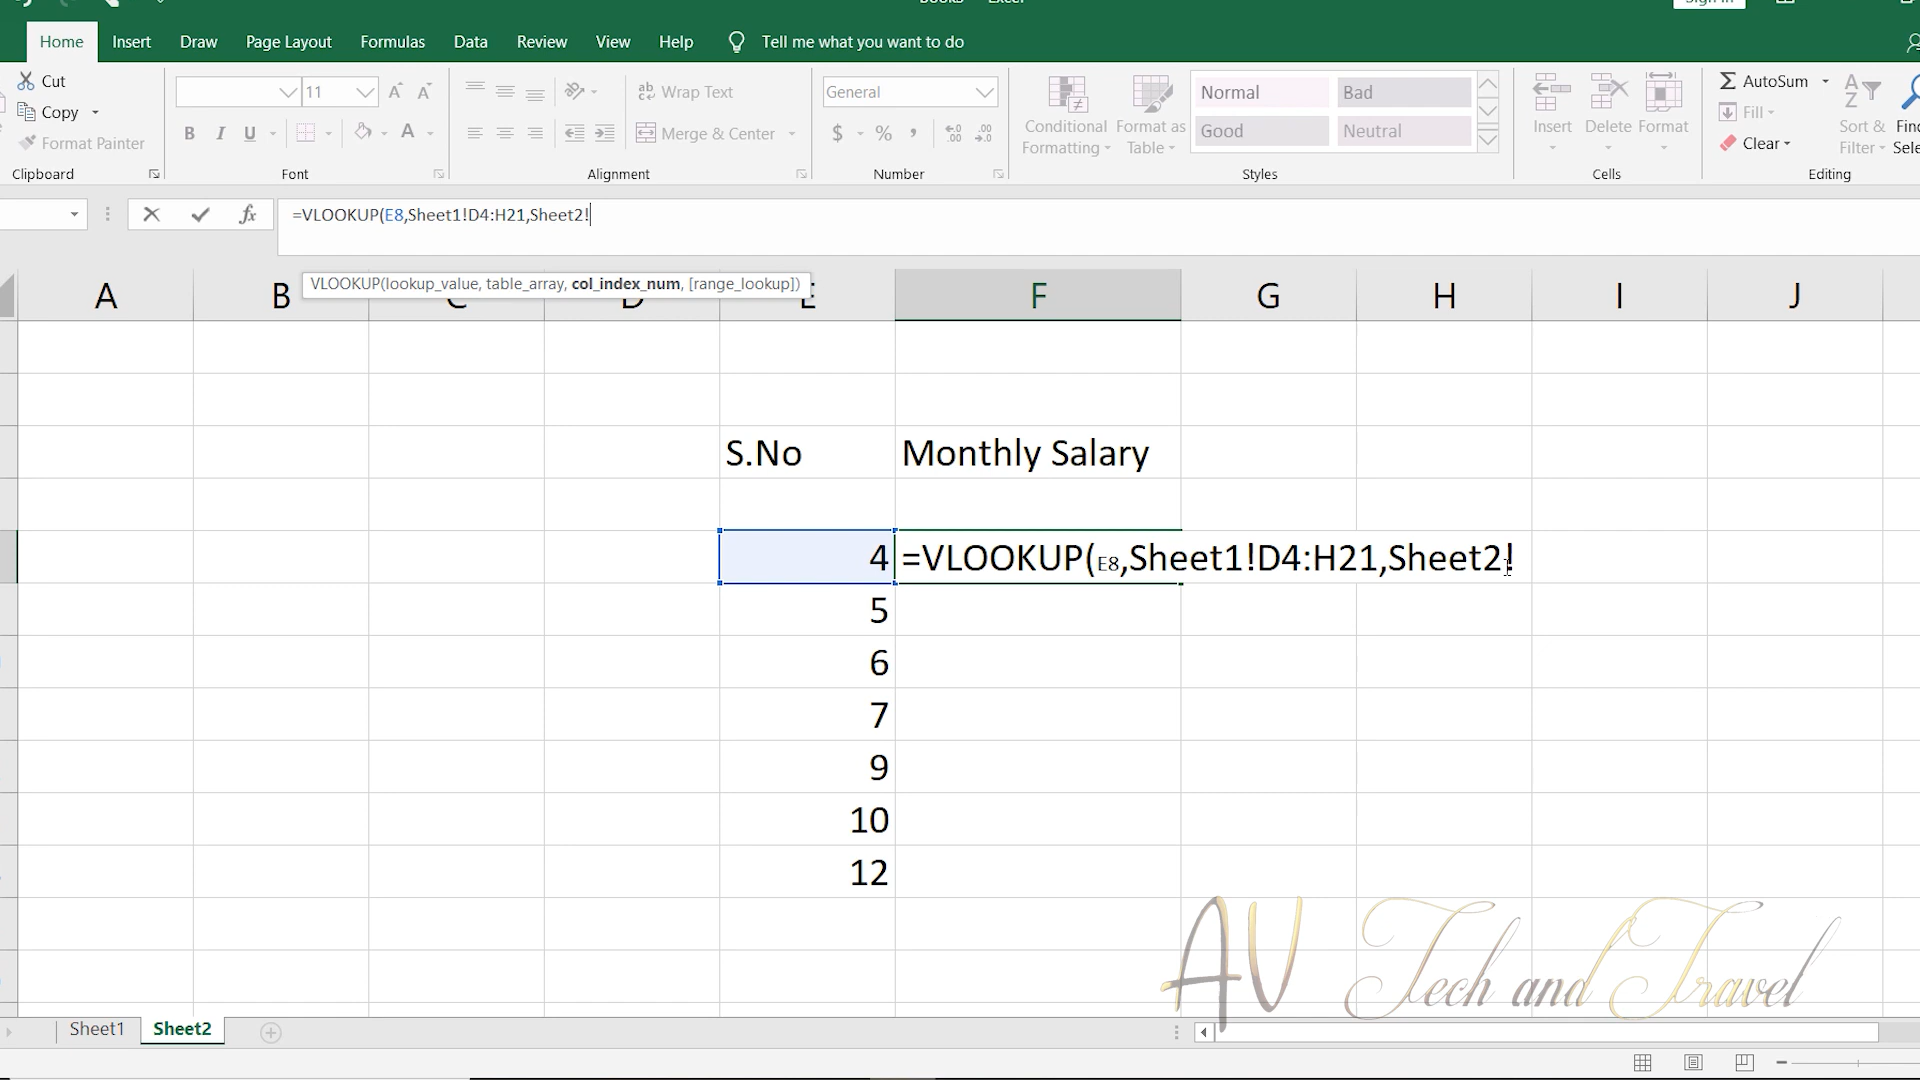 Home Insert Draw Page Layout Formulas Data Review View Help Tell me what you want to do
Cut
Copy
Format Painter
Clipboard
11
B I U A
Font
Wrap Text
Merge & Center
Alignment
General
$ % ,
Number
Conditional Formatting
Format as Table
Normal Bad
Good Neutral
Styles
Insert Delete Format
Cells
AutoSum
Fill
Clear
Sort & Filter
Editing
fx =VLOOKUP(E8,Sheet1!D4:H21,Sheet2!
VLOOKUP(lookup_value, table_array, col_index_num, [range_lookup])
A B C D E F G H I J
S.No Monthly Salary
4 =VLOOKUP(E8,Sheet1!D4:H21,Sheet2!
5
6
7
9
10
12
AV Tech and Travel
Sheet1 Sheet2